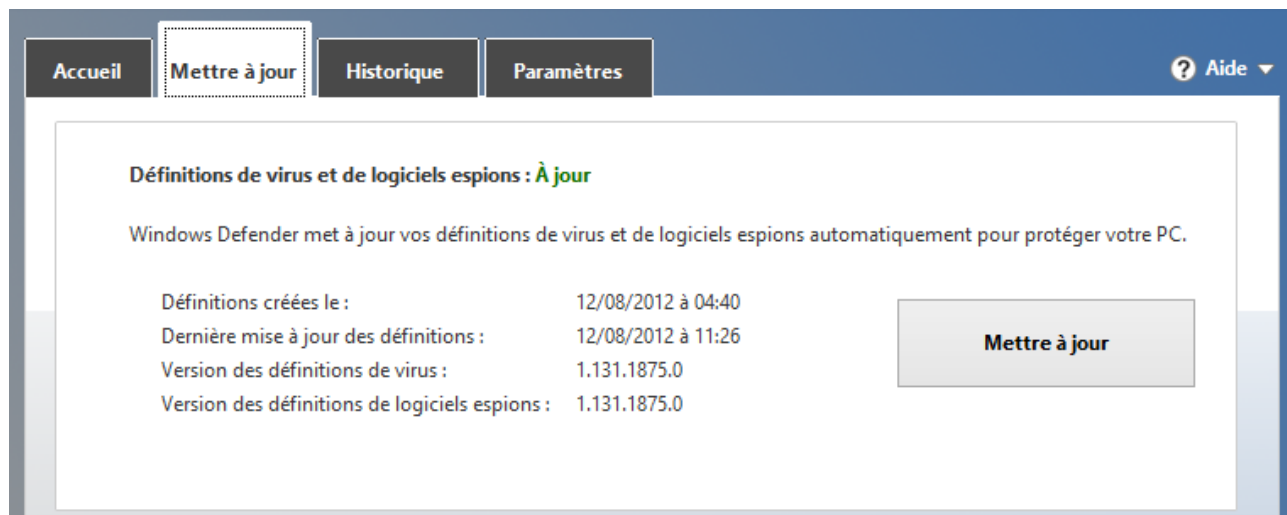 Accueil Mettre à jour Historique Paramètres ? Aide
Définitions de virus et de logiciels espions : À jour
Windows Defender met à jour vos définitions de virus et de logiciels espions automatiquement pour protéger votre PC.
Définitions créées le : 12/08/2012 à 04:40
Dernière mise à jour des définitions : 12/08/2012 à 11:26
Mettre à jour
Version des définitions de virus : 1.131.1875.0
Version des définitions de logiciels espions : 1.131.1875.0